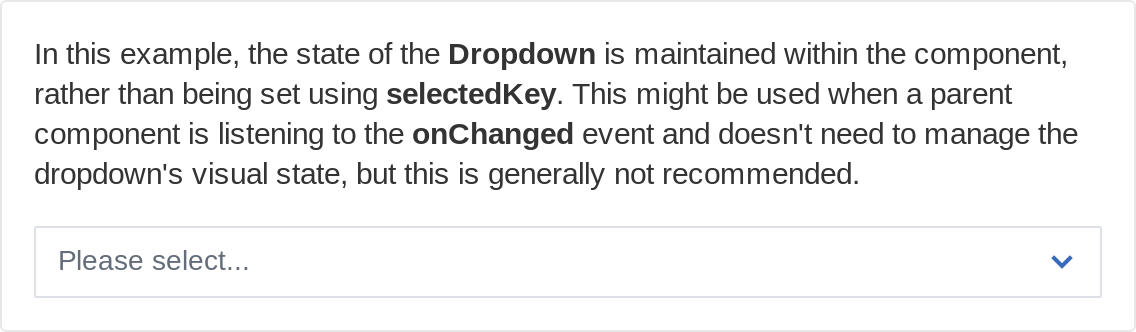 In this example, the state of the Dropdown is maintained within the component,
rather than being set using selectedKey. This might be used when a parent
component is listening to the onChanged event and doesn't need to manage the
dropdown's visual state, but this is generally not recommended.
Please select...